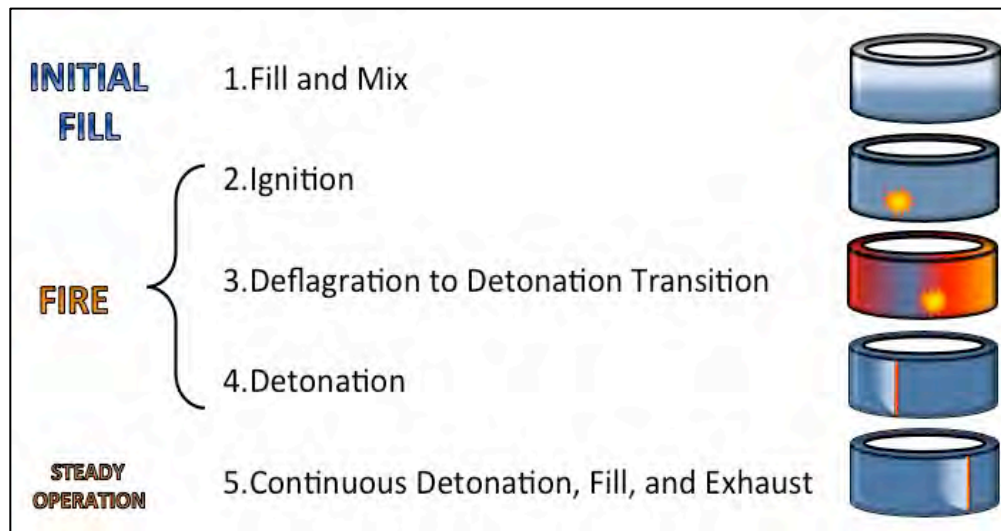 INITIAL
FILL
1.Fill and Mix
2.Ignition
FIRE
3.Deflagration to Detonation Transition
4.Detonation
STEADY
OPERATION
5.Continuous Detonation, Fill, and Exhaust